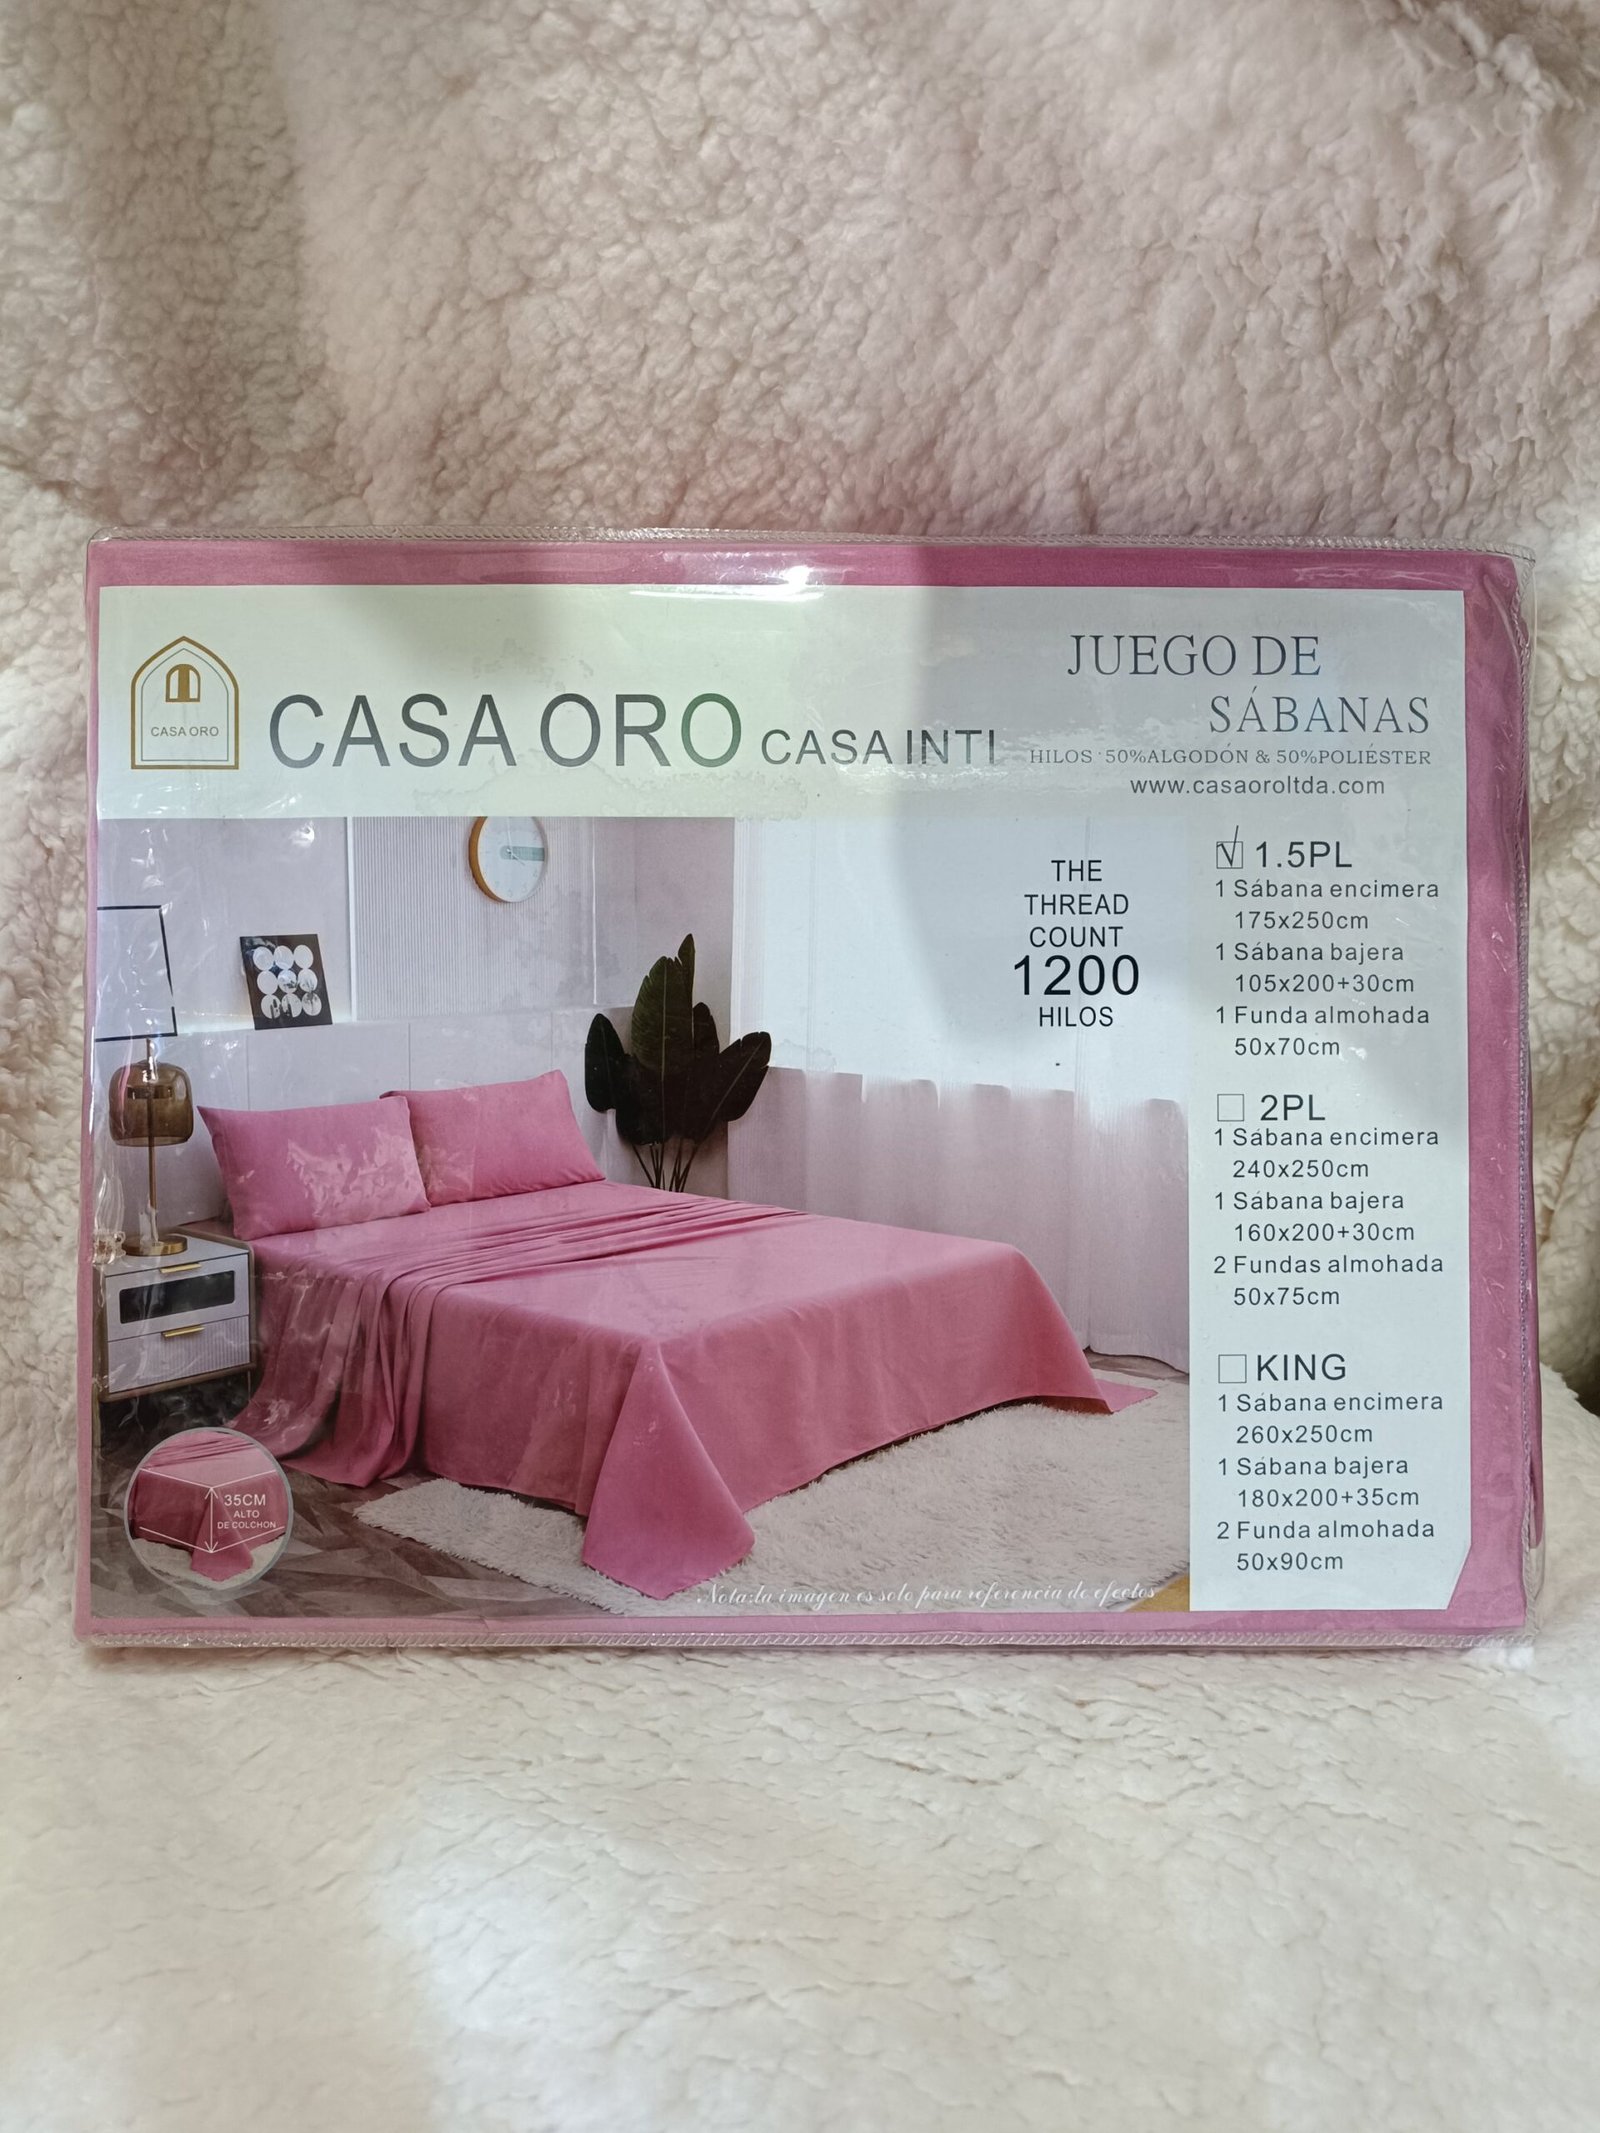 CASA ORO
CASA ORO CASA INTI
JUEGO DE
SÁBANAS
HILOS 50%ALGODÓN & 50%POLIÉSTER
www.casaoroltda.com
THE
THREAD
COUNT
1200
HILOS
1.5PL
1 Sábana encimera
175x250cm
1 Sábana bajera
105x200+30cm
1 Funda almohada
50x70cm
2PL
1 Sábana encimera
240x250cm
1 Sábana bajera
160x200+30cm
2 Fundas almohada
50x75cm
KING
1 Sábana encimera
260x250cm
1 Sábana bajera
180x200+35cm
2 Funda almohada
50x90cm
35CM
ALTO
DE COLCHON
Nota:la imagen es solo para referencia de efectos